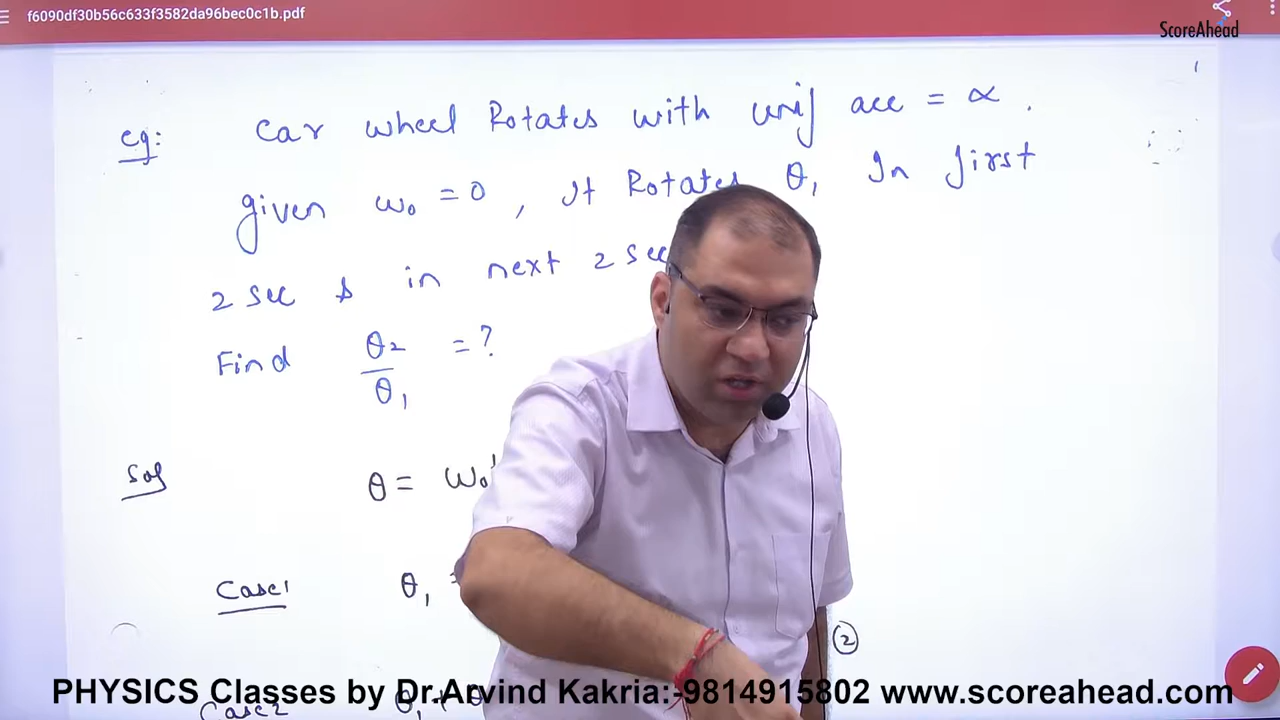 f6090df30b56c633f3582da96bec0c1b.pdf
ScoreAhead
eg: Car wheel Rotates with unif acc = α .
given ω₀ = 0 , It Rotates θ₁ In first
2 sec & in next 2 sec
Find θ₂/θ₁ = ?
Sol θ = ω₀
Case1 θ₁ =
②
Case2 θ₁ +
PHYSICS Classes by Dr.Arvind Kakria:-9814915802 www.scoreahead.com